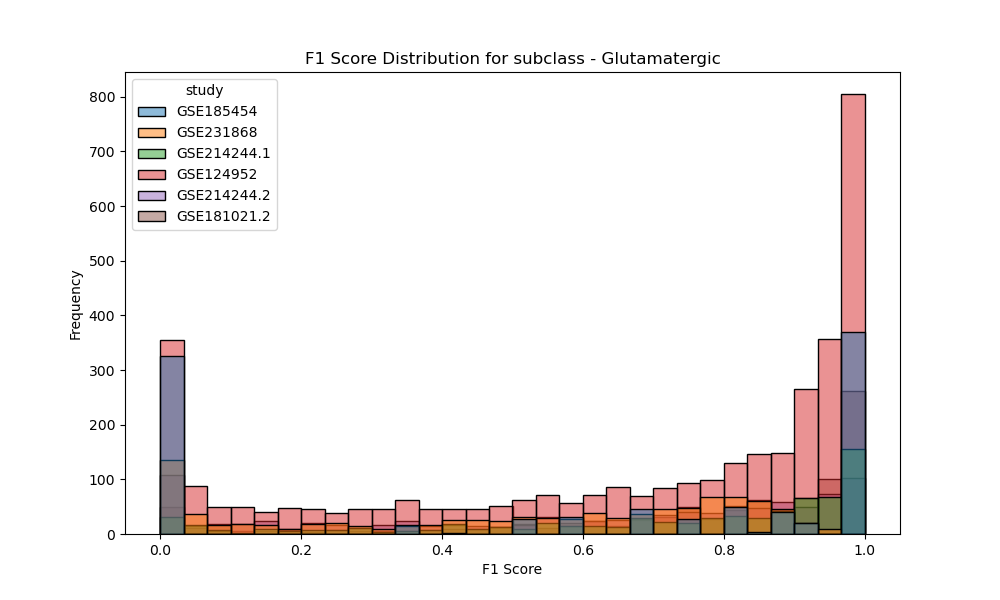 F1 Score Distribution for subclass - Glutamatergic
study
GSE185454
GSE231868
GSE214244.1
GSE124952
GSE214244.2
GSE181021.2
Frequency
800
700
600
500
400
300
200
100
0
0.0 0.2 0.4 0.6 0.8 1.0
F1 Score